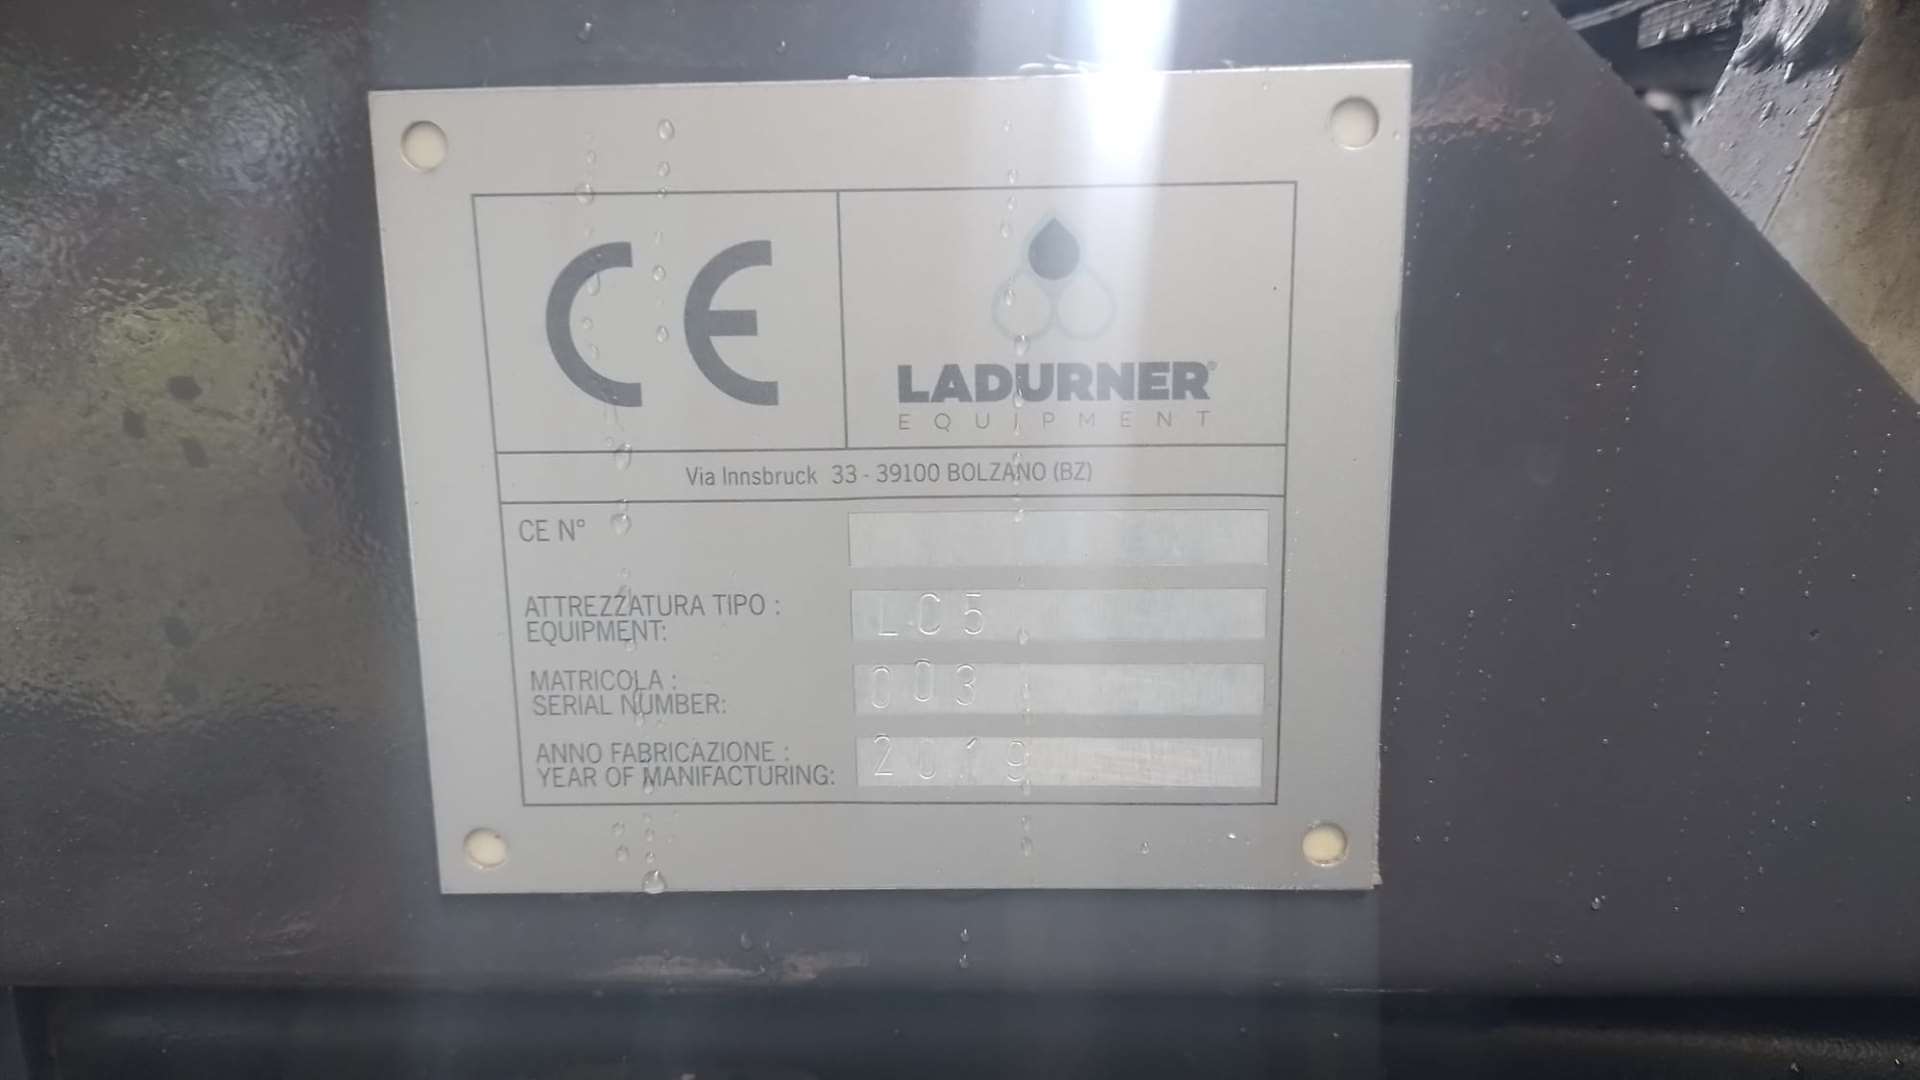 CE
LADURNER®
EQUIPMENT
Via Innsbruck 33 - 39100 BOLZANO (BZ)
CE N°
ATTREZZATURA TIPO :
EQUIPMENT:
LC5
MATRICOLA :
SERIAL NUMBER:
003
ANNO FABRICAZIONE :
YEAR OF MANIFACTURING:
2019